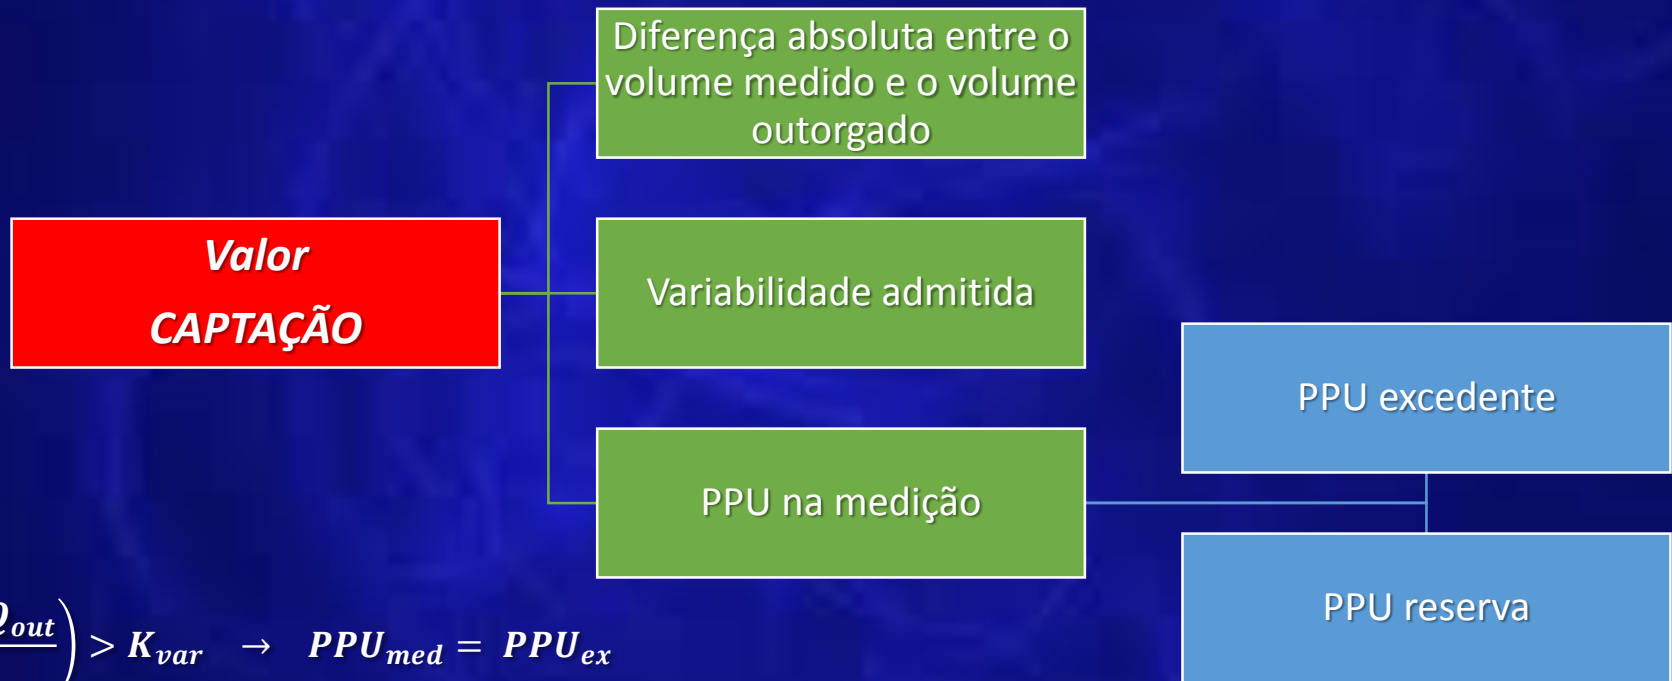 Diferença absoluta entre o
volume medido e o volume
outorgado
Valor
CAPTAÇÃO
Variabilidade admitida
PPU na medição
PPU excedente
PPU reserva
out) > K_var → PPU_med = PPU_ex